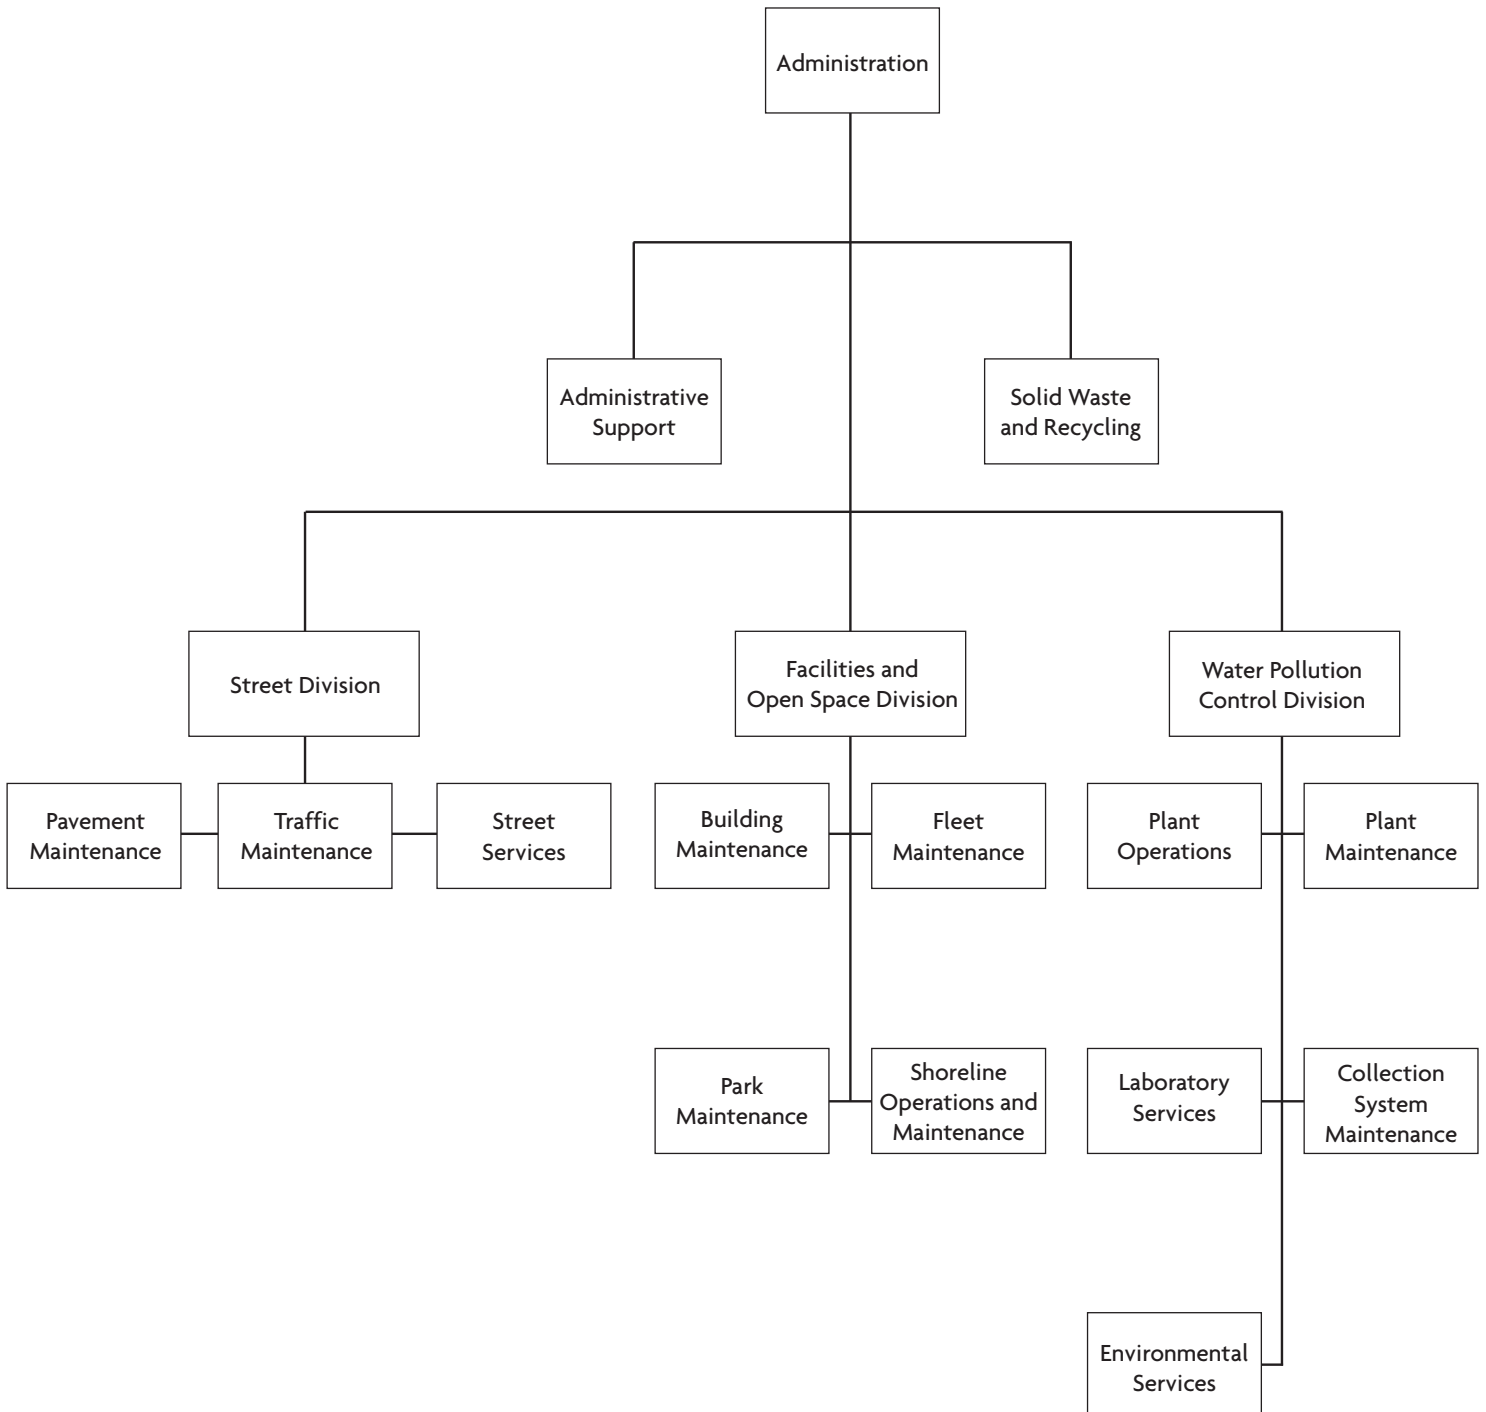 Administration
Administrative
Support
Solid Waste
and Recycling
Street Division
Facilities and
Open Space Division
Water Pollution
Control Division
Pavement
Maintenance
Traffic
Maintenance
Street
Services
Building
Maintenance
Fleet
Maintenance
Plant
Operations
Plant
Maintenance
Park
Maintenance
Shoreline
Operations and
Maintenance
Laboratory
Services
Collection
System
Maintenance
Environmental
Services